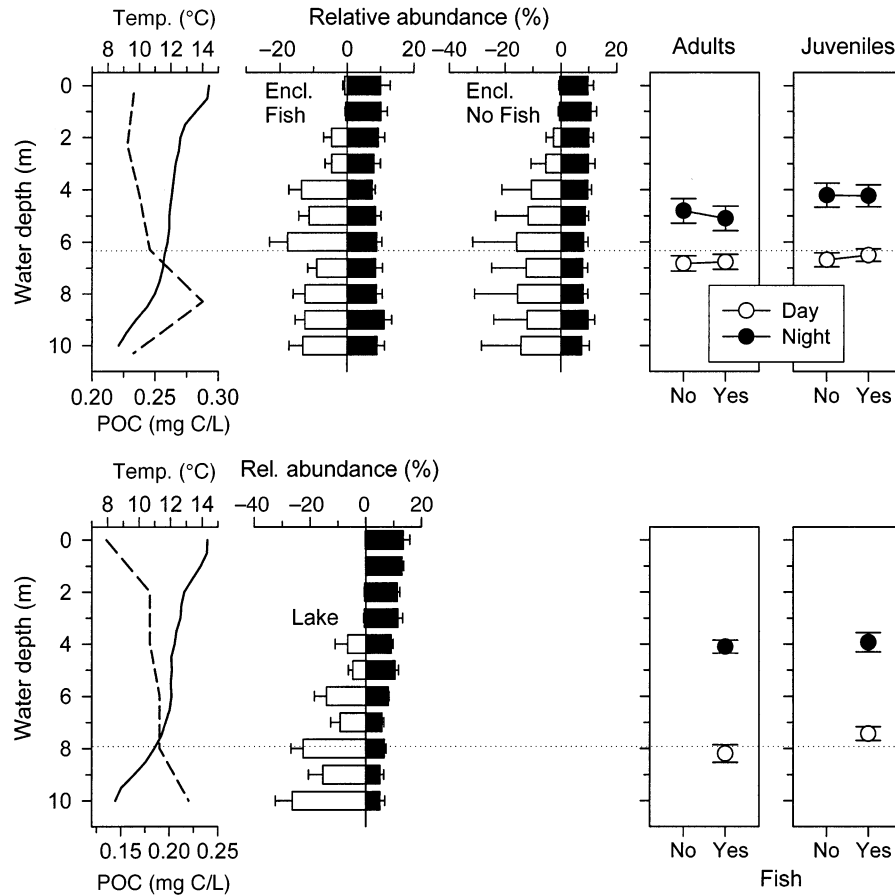 Temp. (°C)
Relative abundance (%)
8 10 12 14
−20 0 20
−40 −20 0 20
Adults
Juveniles
Encl.
Fish
Encl.
No Fish
Water depth (m)
0
2
4
6
8
10
Day
Night
0.20 0.25 0.30
POC (mg C/L)
No Yes
No Yes
Temp. (°C)
Rel. abundance (%)
8 10 12 14
−40 −20 0 20
Lake
Water depth (m)
0
2
4
6
8
10
0.15 0.20 0.25
POC (mg C/L)
No Yes
No Yes
Fish